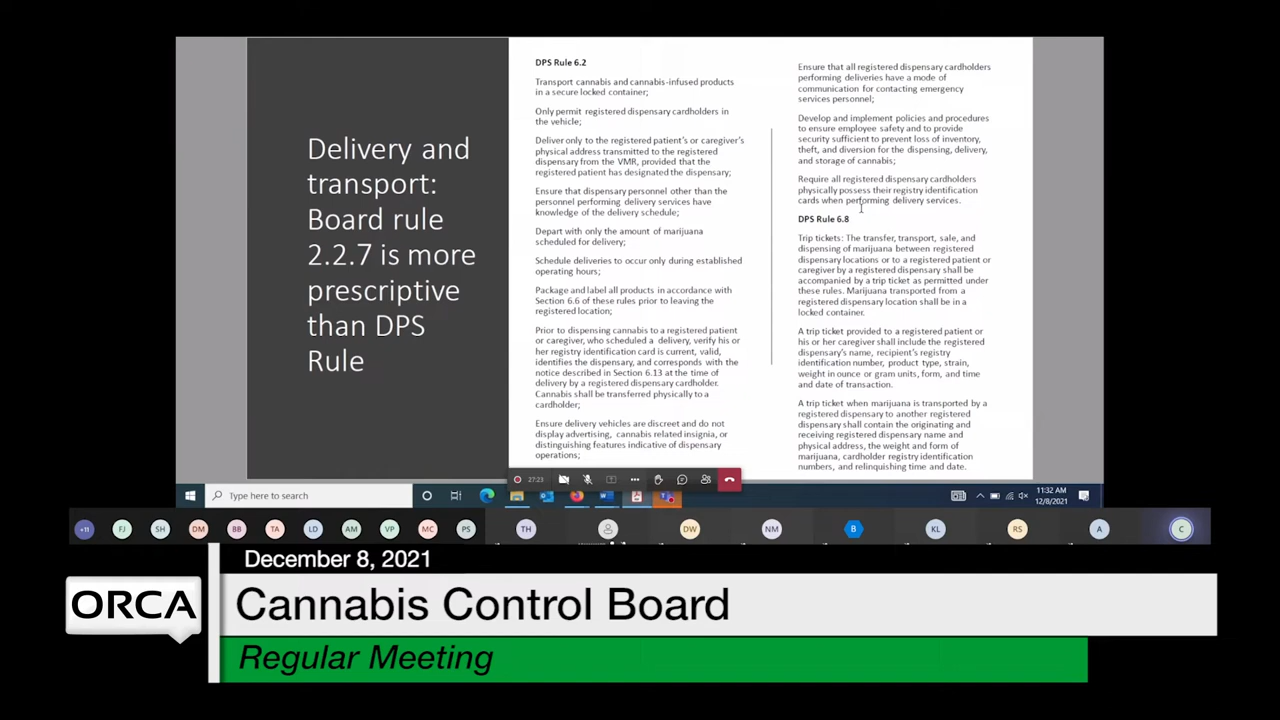 Delivery and
transport:
Board rule
2.2.7 is more
prescriptive
than DPS
Rule
DPS Rule 6.2
Transport cannabis and cannabis-infused products
in a secure locked container;
Only permit registered dispensary cardholders in
the vehicle;
Deliver only to the registered patient's or caregiver's
physical address transmitted to the registered
dispensary from the VMR, provided that the
registered patient has designated the dispensary;
Ensure that dispensary personnel other than the
personnel performing delivery services have
knowledge of the delivery schedule;
Depart with only the amount of marijuana
scheduled for delivery;
Schedule deliveries to occur only during established
operating hours;
Package and label all products in accordance with
Section 6.6 of these rules prior to leaving the
registered location;
Prior to dispensing cannabis to a registered patient
or caregiver, who scheduled a delivery, verify his or
her registry identification card is current, valid,
identifies the dispensary, and corresponds with the
notice described in Section 6.13 at the time of
delivery by a registered dispensary cardholder.
Cannabis shall be transferred physically to a
cardholder;
Ensure delivery vehicles are discreet and do not
display advertising, cannabis related insignia, or
distinguishing features indicative of dispensary
operations;
Ensure that all registered dispensary cardholders
performing deliveries have a mode of
communication for contacting emergency
services personnel;
Develop and implement policies and procedures
to ensure employee safety and to provide
security sufficient to prevent loss of inventory,
theft, and diversion for the dispensing, delivery,
and storage of cannabis;
Require all registered dispensary cardholders
physically possess their registry identification
cards when performing delivery services.
DPS Rule 6.8
Trip tickets: The transfer, transport, sale, and
dispensing of marijuana between registered
dispensary locations or to a registered patient or
caregiver by a registered dispensary shall be
accompanied by a trip ticket as permitted under
these rules. Marijuana transported from a
registered dispensary location shall be in a
locked container.
A trip ticket provided to a registered patient or
his or her caregiver shall include the registered
dispensary's name, recipient's registry
identification number, product type, strain,
weight in ounce or gram units, form, and time
and date of transaction.
A trip ticket when marijuana is transported by a
registered dispensary to another registered
dispensary shall contain the originating and
receiving registered dispensary name and
physical address, the weight and form of
marijuana, cardholder registry identification
numbers, and relinquishing time and date.
27:23
Type here to search
11:32 AM
12/8/2021
+11 FJ SH DM BB TA LD AM VP MC PS TH DW NM B KL RS A C
December 8, 2021
ORCA
Cannabis Control Board
Regular Meeting